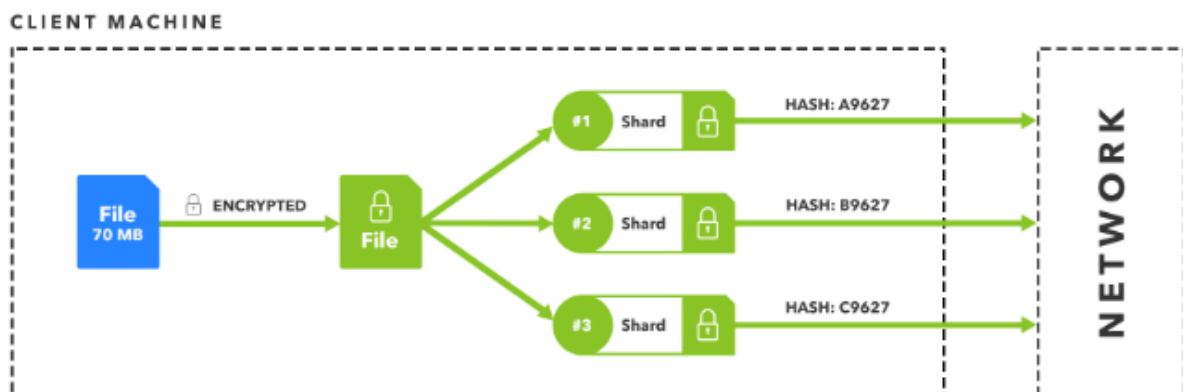 CLIENT MACHINE
File
70 MB
ENCRYPTED
File
#1 Shard
HASH: A9627
#2 Shard
HASH: B9627
#3 Shard
HASH: C9627
NETWORK